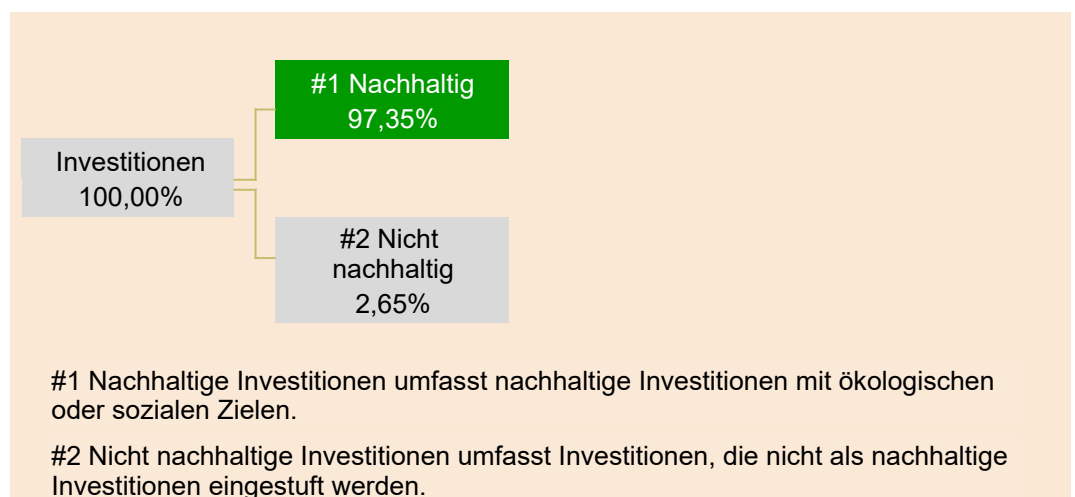 #1 Nachhaltig
97,35%
Investitionen
100,00%
#2 Nicht
nachhaltig
2,65%
#1 Nachhaltige Investitionen umfasst nachhaltige Investitionen mit ökologischen
oder sozialen Zielen.
#2 Nicht nachhaltige Investitionen umfasst Investitionen, die nicht als nachhaltige
Investitionen eingestuft werden.